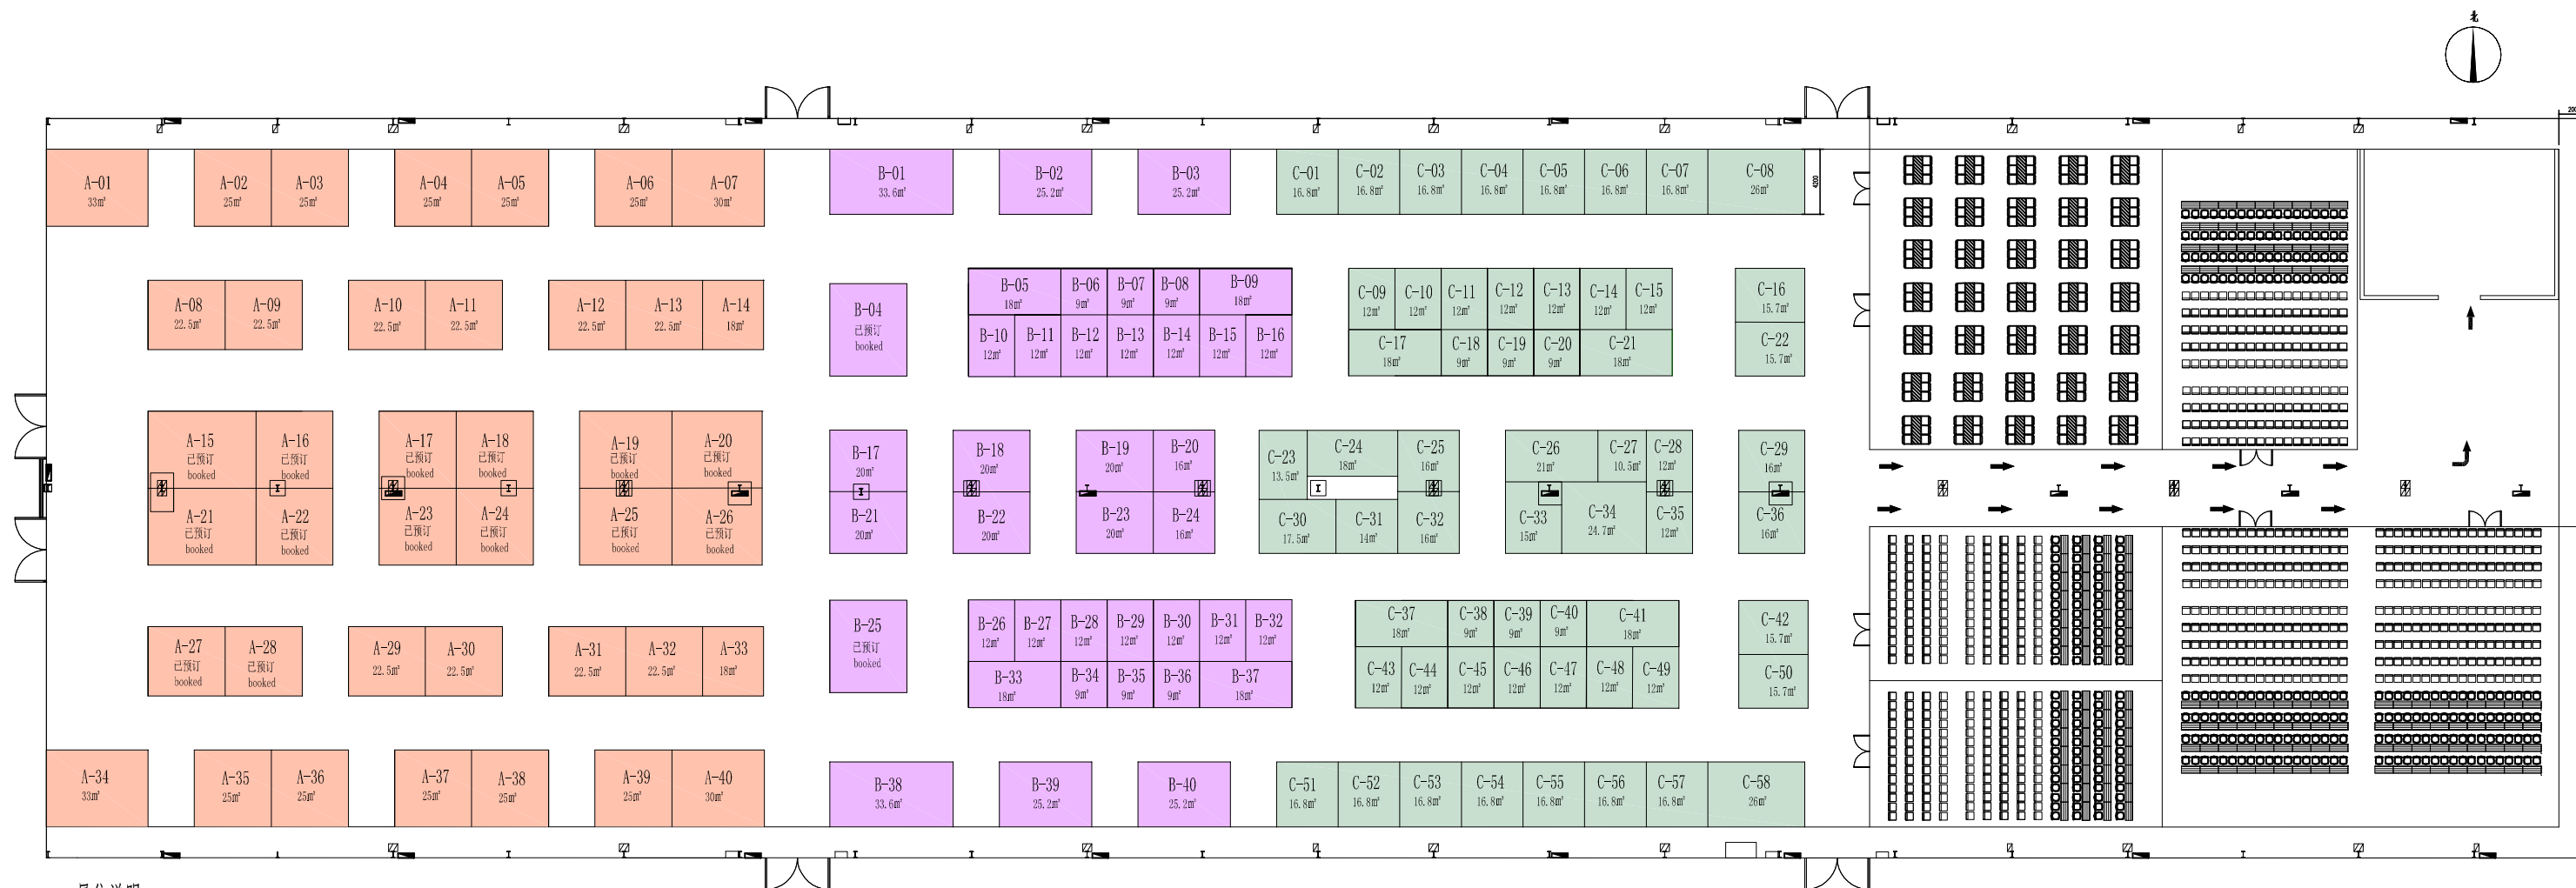 北
200
A-01
33㎡
A-02
25㎡
A-03
25㎡
A-04
25㎡
A-05
25㎡
A-06
25㎡
A-07
30㎡
B-01
33.6㎡
B-02
25.2㎡
B-03
25.2㎡
C-01
16.8㎡
C-02
16.8㎡
C-03
16.8㎡
C-04
16.8㎡
C-05
16.8㎡
C-06
16.8㎡
C-07
16.8㎡
C-08
26㎡
4200
A-08
22.5㎡
A-09
22.5㎡
A-10
22.5㎡
A-11
22.5㎡
A-12
22.5㎡
A-13
22.5㎡
A-14
18㎡
B-04
已预订
booked
B-05
18㎡
B-06
9㎡
B-07
9㎡
B-08
9㎡
B-09
18㎡
B-10
12㎡
B-11
12㎡
B-12
12㎡
B-13
12㎡
B-14
12㎡
B-15
12㎡
B-16
12㎡
C-09
12㎡
C-10
12㎡
C-11
12㎡
C-12
12㎡
C-13
12㎡
C-14
12㎡
C-15
12㎡
C-16
15.7㎡
C-17
18㎡
C-18
9㎡
C-19
9㎡
C-20
9㎡
C-21
18㎡
C-22
15.7㎡
A-15
已预订
booked
A-16
已预订
booked
A-17
已预订
booked
A-18
已预订
booked
A-19
已预订
booked
A-20
已预订
booked
B-17
20㎡
B-18
20㎡
B-19
20㎡
B-20
16㎡
C-23
13.5㎡
C-24
18㎡
C-25
16㎡
C-26
21㎡
C-27
10.5㎡
C-28
12㎡
C-29
16㎡
A-21
已预订
booked
A-22
已预订
booked
A-23
已预订
booked
A-24
已预订
booked
A-25
已预订
booked
A-26
已预订
booked
B-21
20㎡
B-22
20㎡
B-23
20㎡
B-24
16㎡
C-30
17.5㎡
C-31
14㎡
C-32
16㎡
C-33
15㎡
C-34
24.7㎡
C-35
12㎡
C-36
16㎡
A-27
已预订
booked
A-28
已预订
booked
A-29
22.5㎡
A-30
22.5㎡
A-31
22.5㎡
A-32
22.5㎡
A-33
18㎡
B-25
已预订
booked
B-26
12㎡
B-27
12㎡
B-28
12㎡
B-29
12㎡
B-30
12㎡
B-31
12㎡
B-32
12㎡
B-33
18㎡
B-34
9㎡
B-35
9㎡
B-36
9㎡
B-37
18㎡
C-37
18㎡
C-38
9㎡
C-39
9㎡
C-40
9㎡
C-41
18㎡
C-42
15.7㎡
C-43
12㎡
C-44
12㎡
C-45
12㎡
C-46
12㎡
C-47
12㎡
C-48
12㎡
C-49
12㎡
C-50
15.7㎡
A-34
33㎡
A-35
25㎡
A-36
25㎡
A-37
25㎡
A-38
25㎡
A-39
25㎡
A-40
30㎡
B-38
33.6㎡
B-39
25.2㎡
B-40
25.2㎡
C-51
16.8㎡
C-52
16.8㎡
C-53
16.8㎡
C-54
16.8㎡
C-55
16.8㎡
C-56
16.8㎡
C-57
16.8㎡
C-58
26㎡